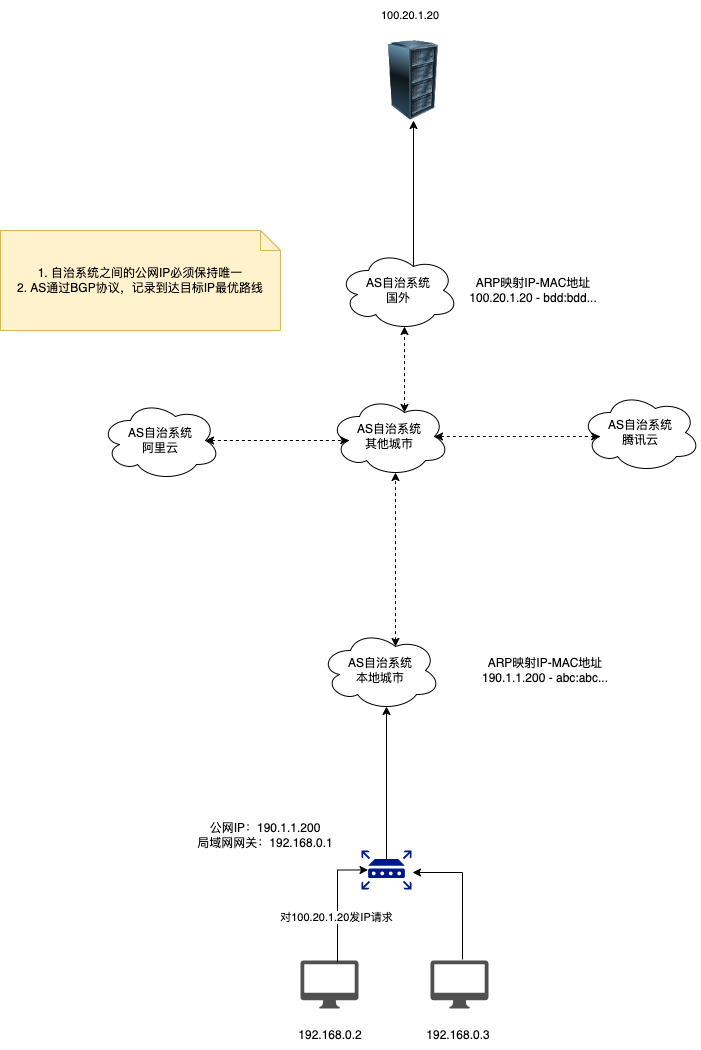 100.20.1.20
1. 自治系统之间的公网IP必须保持唯一
2. AS通过BGP协议，记录到达目标IP最优路线
AS自治系统
国外
ARP映射IP-MAC地址
100.20.1.20 - bdd:bdd...
AS自治系统
阿里云
AS自治系统
其他城市
AS自治系统
腾讯云
AS自治系统
本地城市
ARP映射IP-MAC地址
190.1.1.200 - abc:abc...
公网IP：190.1.1.200
局域网网关：192.168.0.1
对100.20.1.20发IP请求
192.168.0.2
192.168.0.3